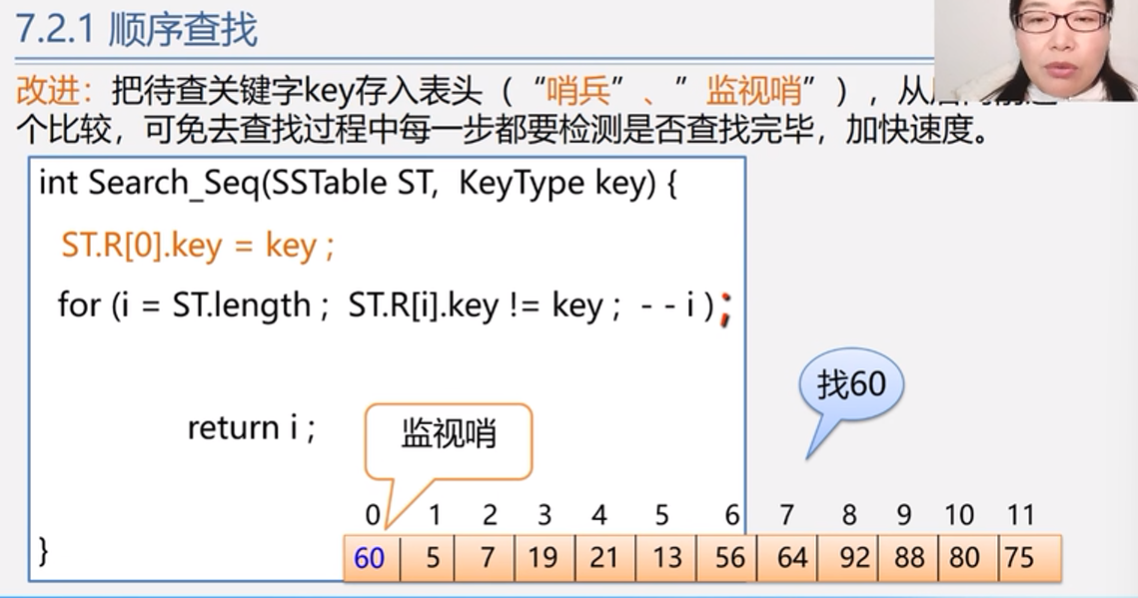 7.2.1 顺序查找
改进：把待查关键字key存入表头（“哨兵”、”监视哨”），从
个比较，可免去查找过程中每一步都要检测是否查找完毕，加快速度。
int Search_Seq(SSTable ST, KeyType key) {
ST.R[0].key = key ;
for (i = ST.length ; ST.R[i].key != key ; - - i ) ;
找60
return i ;
监视哨
0 1 2 3 4 5 6 7 8 9 10 11
}
60 5 7 19 21 13 56 64 92 88 80 75